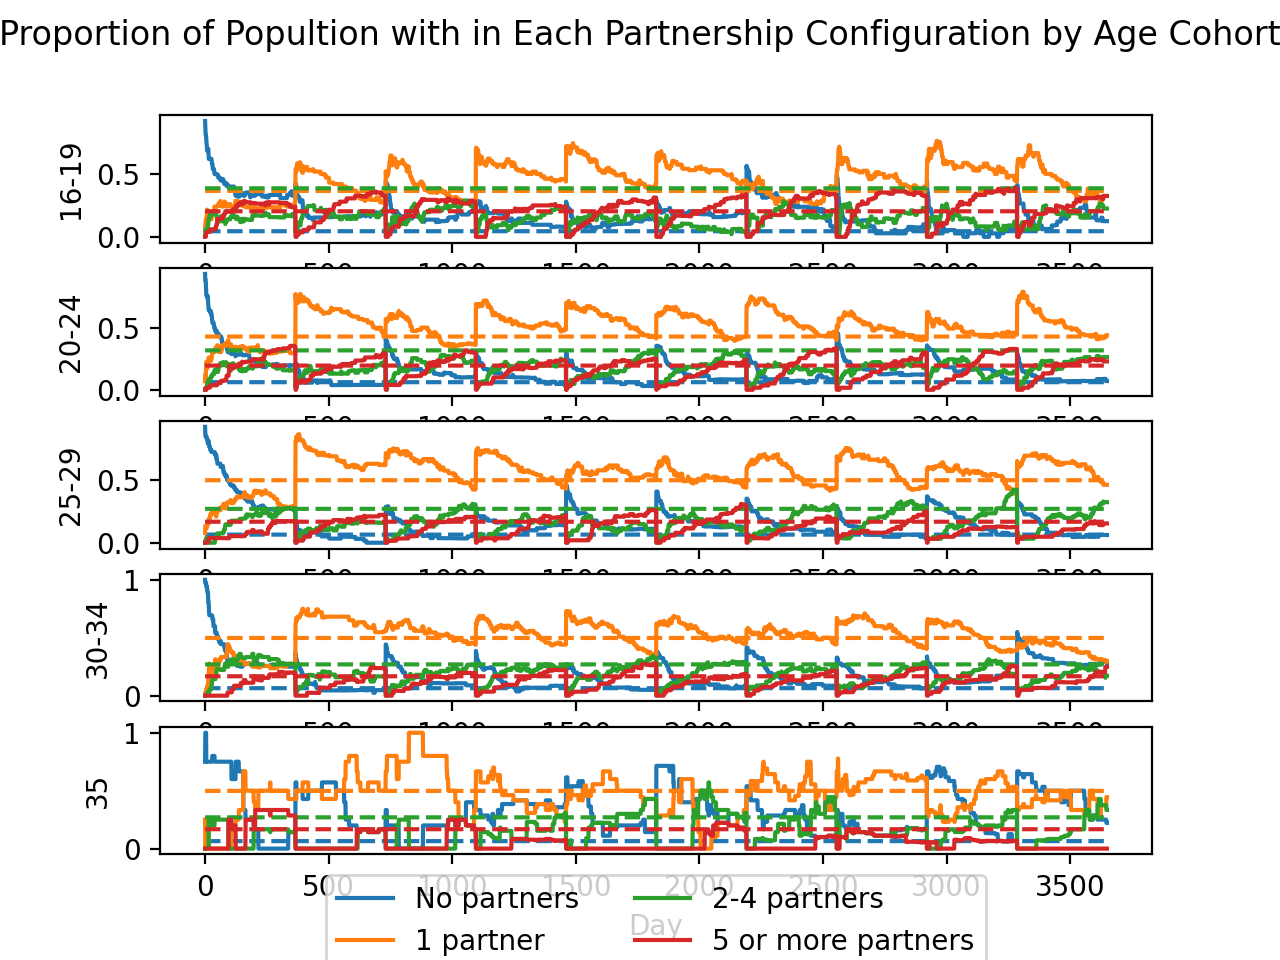 Proportion of Popultion with in Each Partnership Configuration by Age Cohort
16-19
0.5
0.0
20-24
0.5
0.0
25-29
0.5
0.0
30-34
1
0
35
1
0
0 500 1000 1500 2000 2500 3000 3500
Day
No partners
1 partner
2-4 partners
5 or more partners